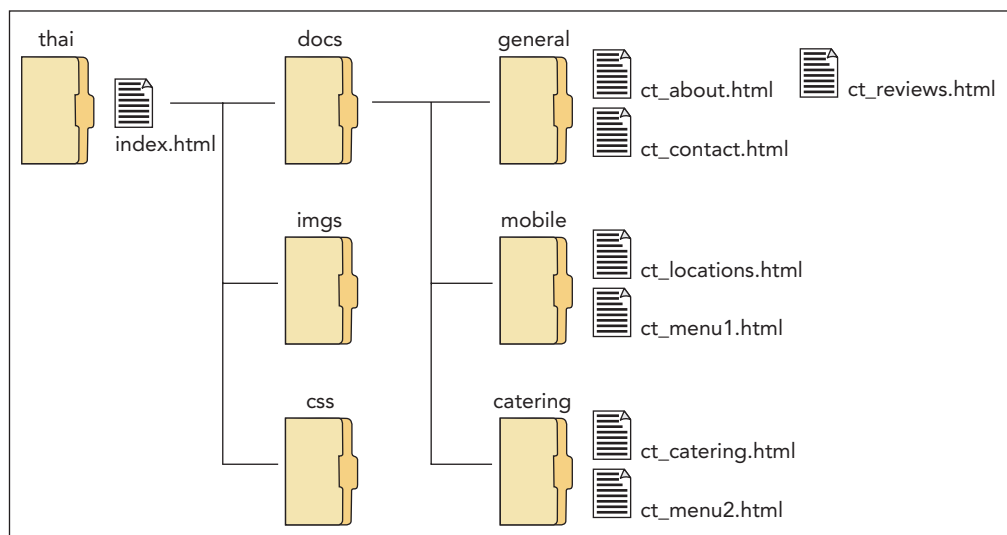 thai
docs
general
index.html
ct_about.html
ct_reviews.html
ct_contact.html
imgs
mobile
ct_locations.html
ct_menu1.html
css
catering
ct_catering.html
ct_menu2.html